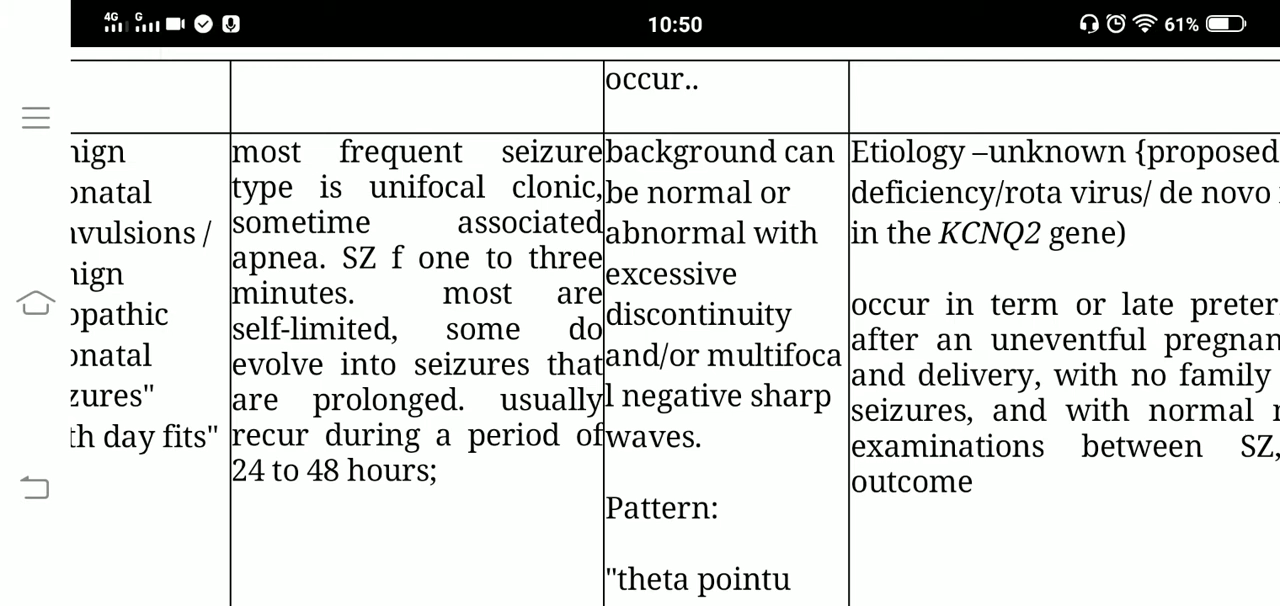 4G G 10:50 61%
occur..
nign
onatal
nvulsions /
nign
opathic
onatal
zures"
th day fits"
most frequent seizure
type is unifocal clonic,
sometime associated
apnea. SZ f one to three
minutes. most are
self-limited, some do
evolve into seizures that
are prolonged. usually
recur during a period of
24 to 48 hours;
background can
be normal or
abnormal with
excessive
discontinuity
and/or multifoca
l negative sharp
waves.
Pattern:
"theta pointu
Etiology –unknown {proposed
deficiency/rota virus/ de novo
in the KCNQ2 gene)
occur in term or late preter
after an uneventful pregnan
and delivery, with no family
seizures, and with normal
examinations between SZ,
outcome